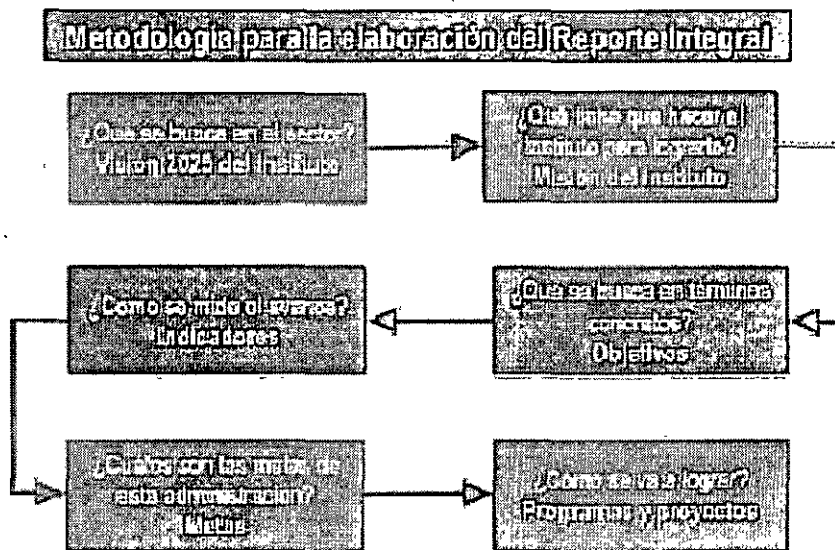 Metodología para la elaboración del Reporte Integral
¿Qué se busca en el sector?
Visión 2025 del Instituto
¿Qué tiene que hacer el
Instituto para lograrlo?
Misión del Instituto
¿Qué se busca en términos
concretos?
Objetivos
¿Cómo se mide el avance?
Indicadores
¿Cuáles son las metas de
esta administración?
Metas
¿Cómo se va a lograr?
Programas y proyectos